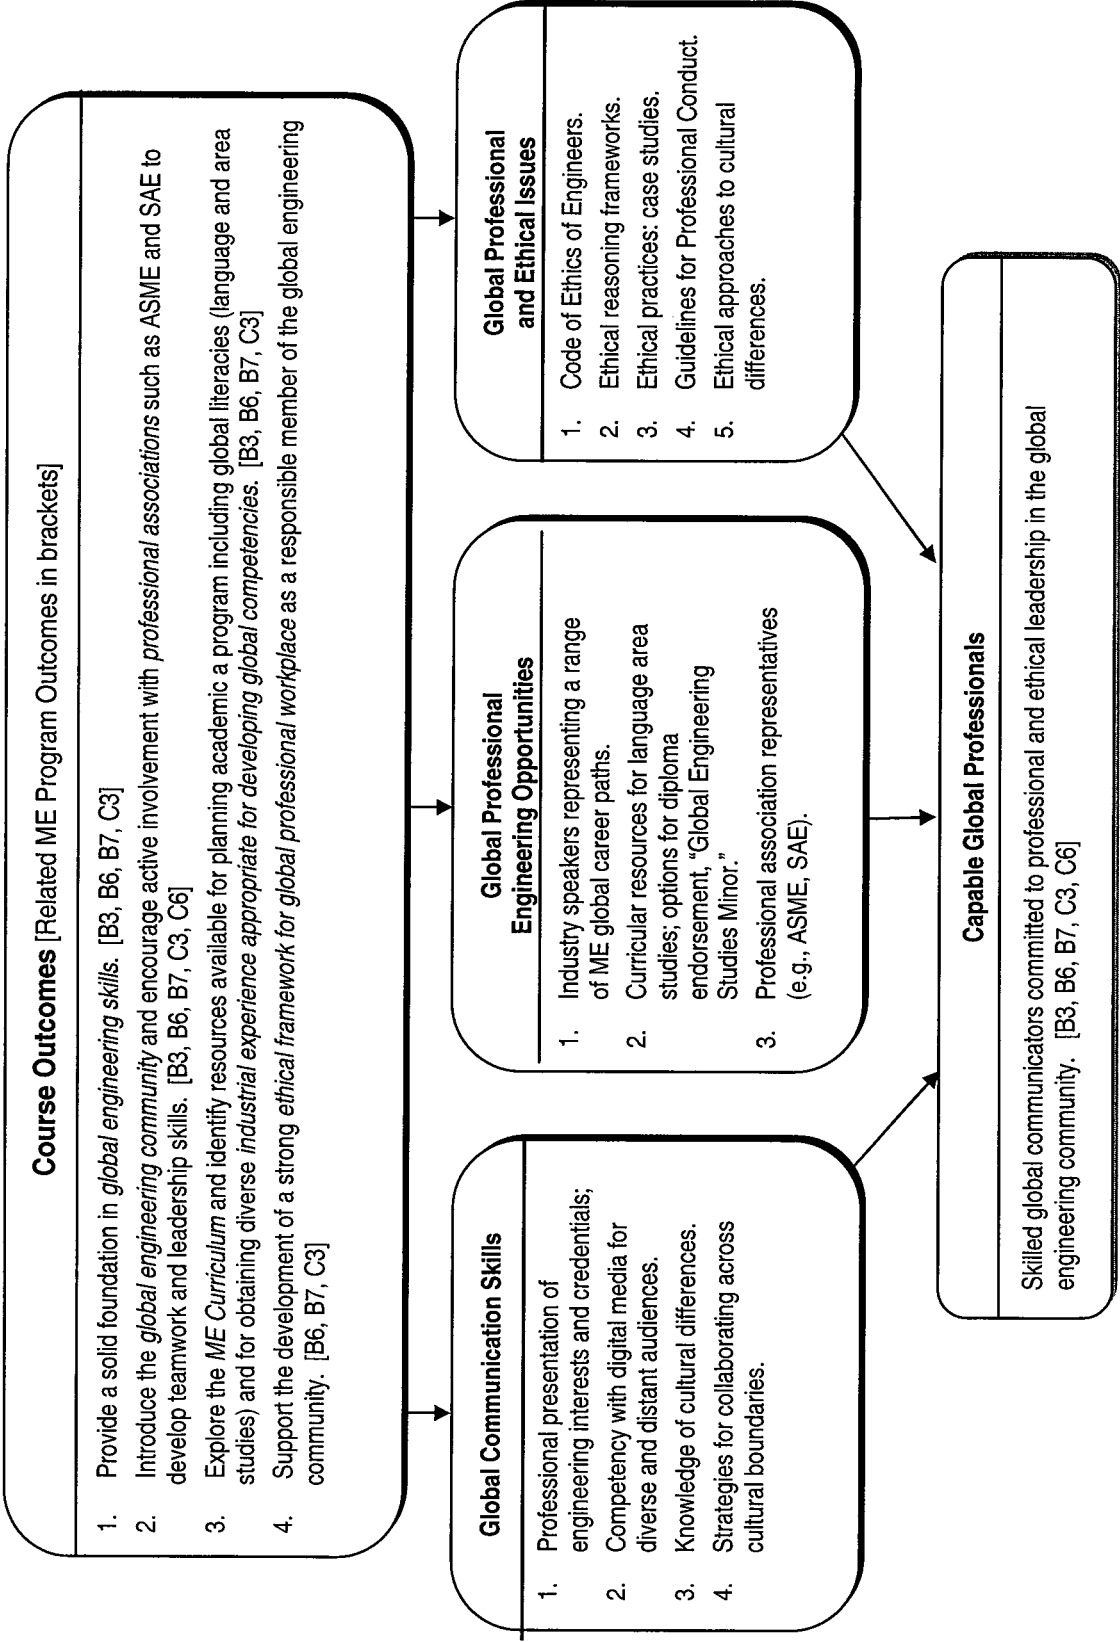 Course Outcomes [Related ME Program Outcomes in brackets]
1. Provide a solid foundation in global engineering skills. [B3, B6, B7, C3]
2. Introduce the global engineering community and encourage active involvement with professional associations such as ASME and SAE to
develop teamwork and leadership skills. [B3, B6, B7, C3, C6]
3. Explore the ME Curriculum and identify resources available for planning academic a program including global literacies (language and area
studies) and for obtaining diverse industrial experience appropriate for developing global competencies. [B3, B6, B7, C3]
4. Support the development of a strong ethical framework for global professional workplace as a responsible member of the global engineering
community. [B6, B7, C3]
Global Communication Skills
1. Professional presentation of
engineering interests and credentials;
2. Competency with digital media for
diverse and distant audiences.
3. Knowledge of cultural differences.
4. Strategies for collaborating across
cultural boundaries.
Global Professional
Engineering Opportunities
1. Industry speakers representing a range
of ME global career paths.
2. Curricular resources for language area
studies; options for diploma
endorsement, “Global Engineering
Studies Minor.”
3. Professional association representatives
(e.g., ASME, SAE).
Global Professional
and Ethical Issues
1. Code of Ethics of Engineers.
2. Ethical reasoning frameworks.
3. Ethical practices: case studies.
4. Guidelines for Professional Conduct.
5. Ethical approaches to cultural
differences.
Capable Global Professionals
Skilled global communicators committed to professional and ethical leadership in the global
engineering community. [B3, B6, B7, C3, C6]